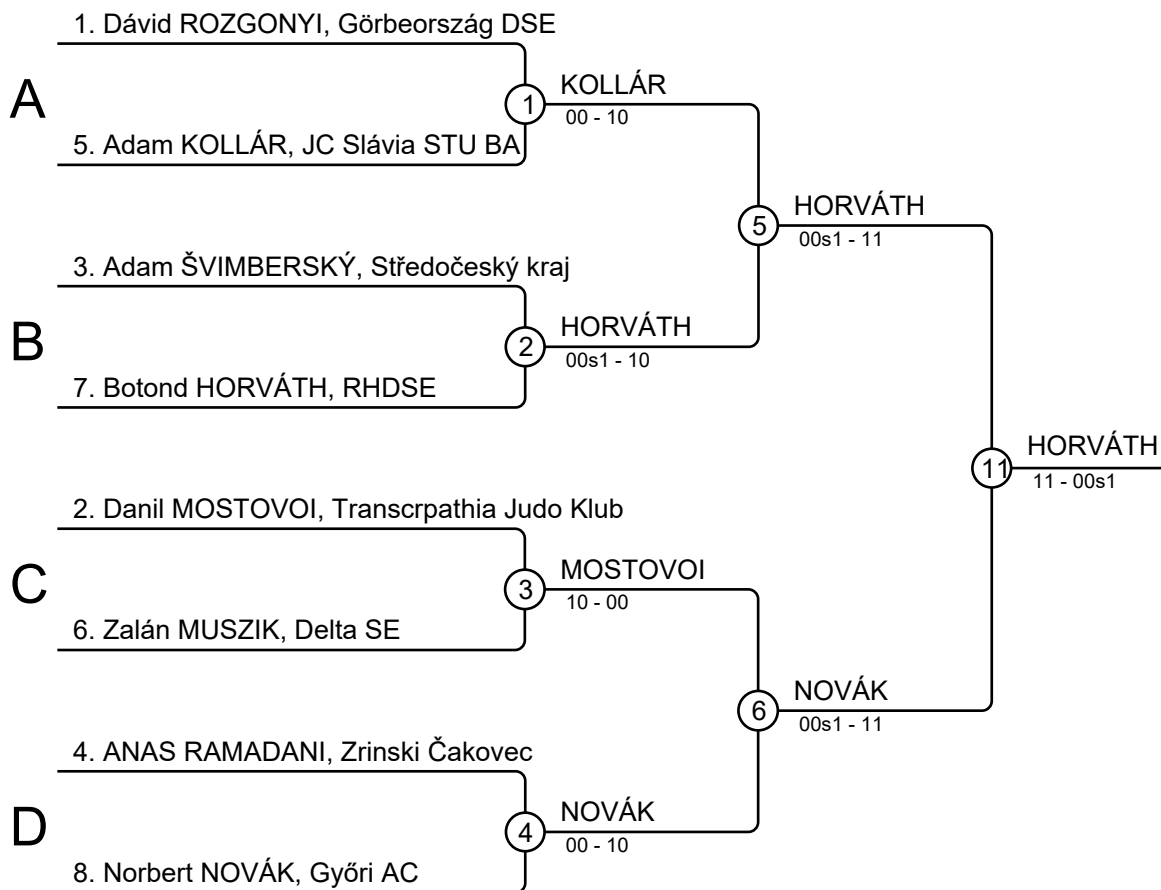 1. Dávid ROZGONYI, Görbeország DSE
A
1
KOLLÁR
00 - 10
5. Adam KOLLÁR, JC Slávia STU BA
5
HORVÁTH
00s1 - 11
3. Adam ŠVIMBERSKÝ, Středočeský kraj
B
2
HORVÁTH
00s1 - 10
7. Botond HORVÁTH, RHDSE
11
HORVÁTH
11 - 00s1
2. Danil MOSTOVOI, Transcrpathia Judo Klub
C
3
MOSTOVOI
10 - 00
6. Zalán MUSZIK, Delta SE
6
NOVÁK
00s1 - 11
4. ANAS RAMADANI, Zrinski Čakovec
D
4
NOVÁK
00 - 10
8. Norbert NOVÁK, Győri AC